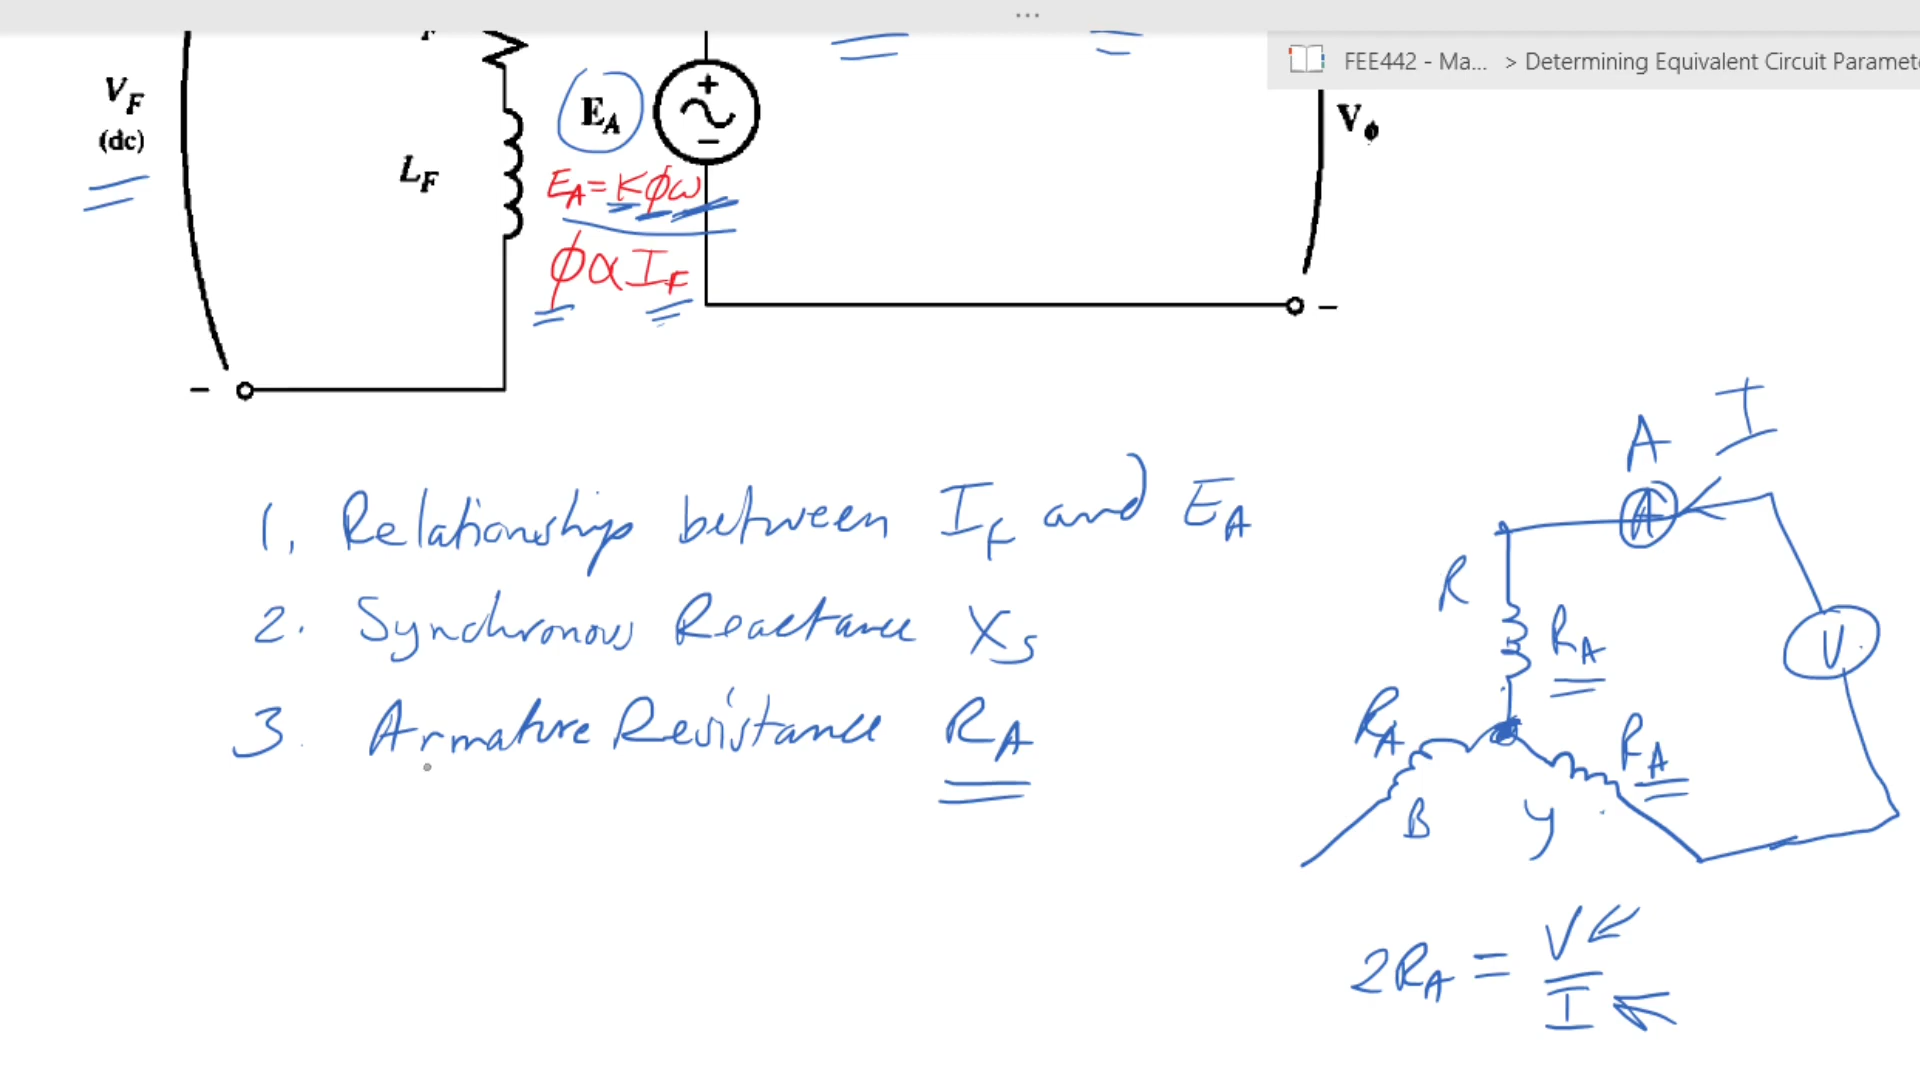 ...
FEE442 - Ma... > Determining Equivalent Circuit Paramet
F
V_F
(dc)
L_F
E_A
+
−
V_ϕ
E_A = Kϕω
ϕ α I_F
−
−
1. Relationship between I_F and E_A
2. Synchronous Reactance X_S
3. Armature Resistance R_A
I
A
A
R
R_A
V
R_A
R_A
B
Y
2R_A = V/I